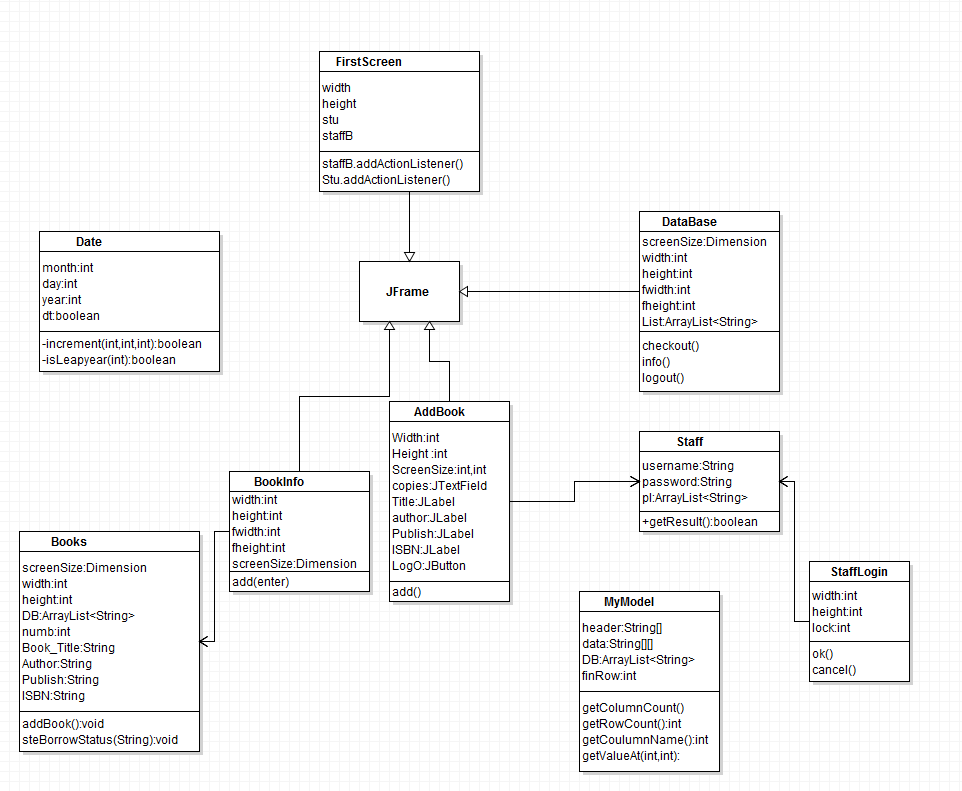 FirstScreen
width
height
stu
staffB
staffB.addActionListener()
Stu.addActionListener()
Date
month:int
day:int
year:int
dt:boolean
-increment(int,int,int):boolean
-isLeapyear(int):boolean
JFrame
DataBase
screenSize:Dimension
width:int
height:int
fwidth:int
fheight:int
List:ArrayList<String>
checkout()
info()
logout()
AddBook
Width:int
Height :int
ScreenSize:int,int
copies:JTextField
Title:JLabel
author:JLabel
Publish:JLabel
ISBN:JLabel
LogO:JButton
add()
Staff
username:String
password:String
pl:ArrayList<String>
+getResult():boolean
BookInfo
width:int
height:int
fwidth:int
fheight:int
screenSize:Dimension
add(enter)
Books
screenSize:Dimension
width:int
height:int
DB:ArrayList<String>
numb:int
Book_Title:String
Author:String
Publish:String
ISBN:String
addBook():void
steBorrowStatus(String):void
MyModel
header:String[]
data:String[][]
DB:ArrayList<String>
finRow:int
getColumnCount()
getRowCount():int
getCoulumnName():int
getValueAt(int,int):
StaffLogin
width:int
height:int
lock:int
ok()
cancel()